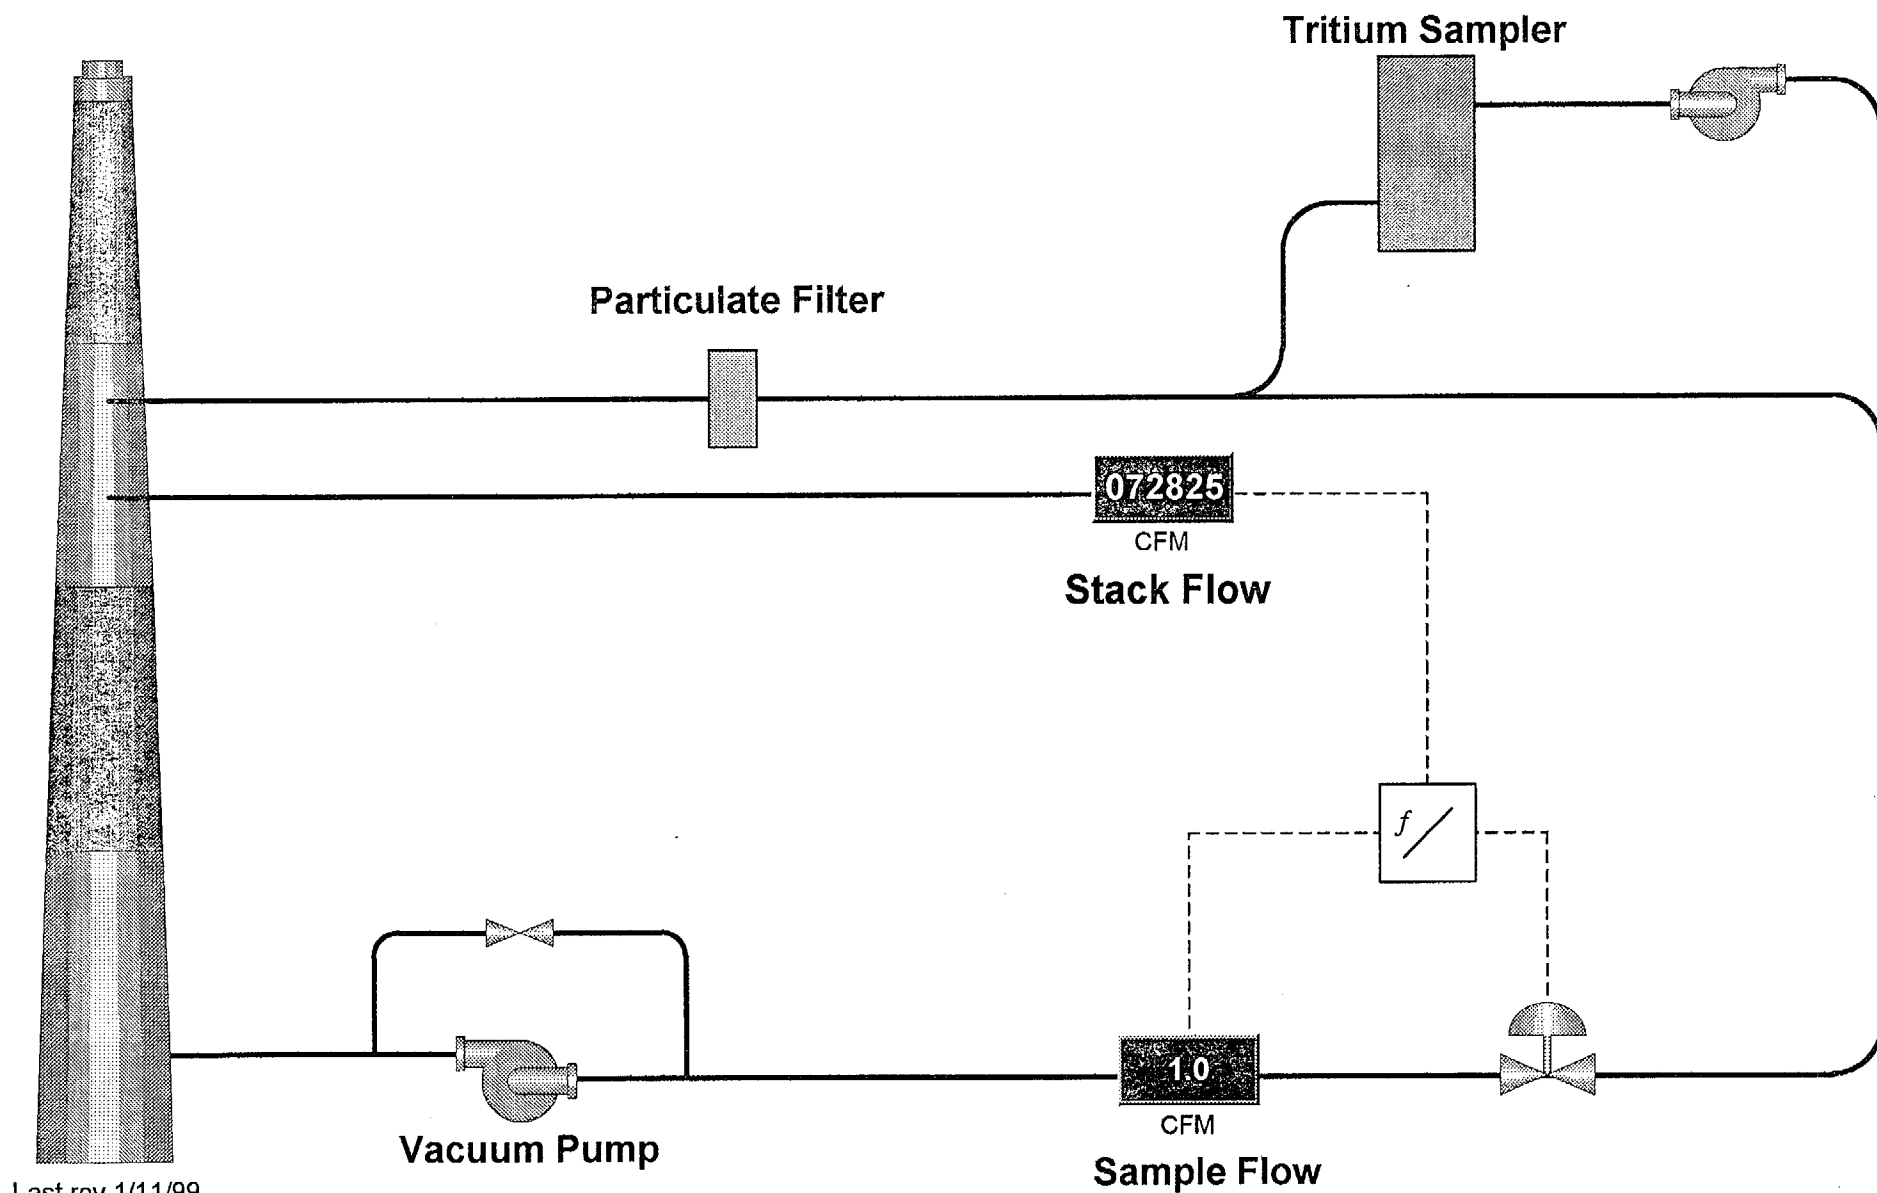 Tritium Sampler
Particulate Filter
072825
CFM
Stack Flow
f
1.0
CFM
Vacuum Pump
Sample Flow
Last rev 1/11/99